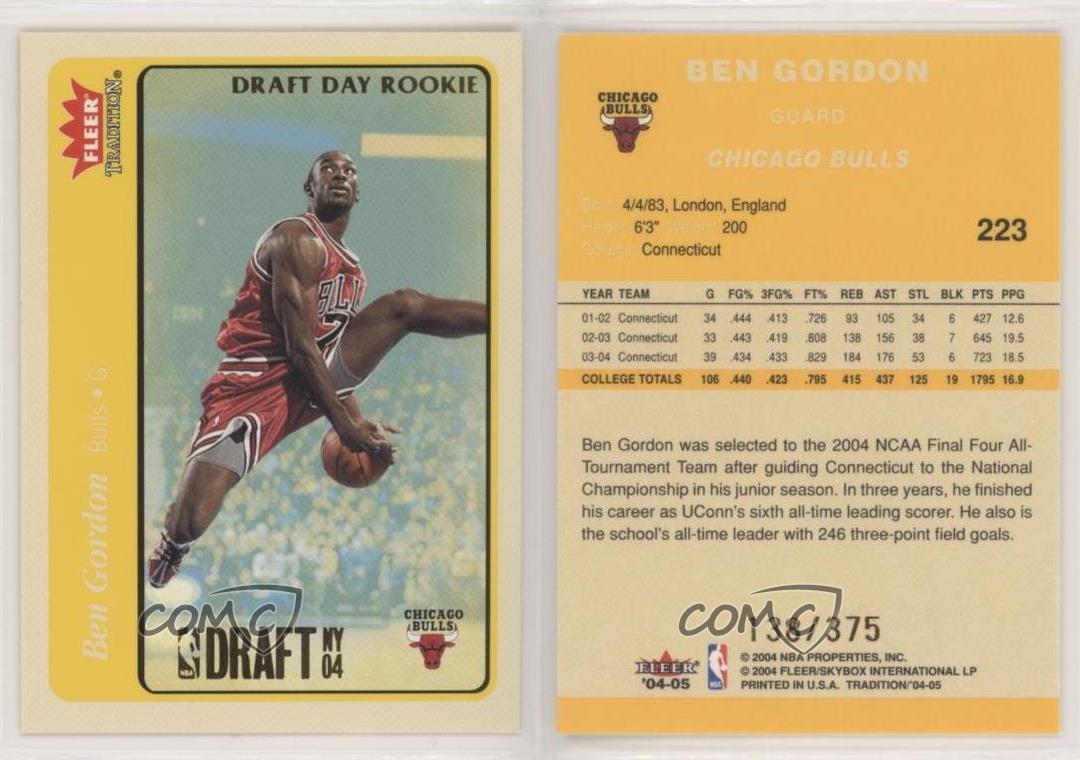 FLEER
TRADITION®
DRAFT DAY ROOKIE
Ben Gordon Bulls • G
BULLS
7
COMC
NBA DRAFT NY 04
CHICAGO
BULLS
BEN GORDON
CHICAGO
BULLS
GUARD
CHICAGO BULLS
Born: 4/4/83, London, England
Height: 6'3" Weight: 200
College: Connecticut
223
YEAR TEAM G FG% 3FG% FT% REB AST STL BLK PTS PPG
01-02 Connecticut 34 .444 .413 .726 93 105 34 6 427 12.6
02-03 Connecticut 33 .443 .419 .808 138 156 38 7 645 19.5
03-04 Connecticut 39 .434 .433 .829 184 176 53 6 723 18.5
COLLEGE TOTALS 106 .440 .423 .795 415 437 125 19 1795 16.9
Ben Gordon was selected to the 2004 NCAA Final Four All-
Tournament Team after guiding Connecticut to the National
Championship in his junior season. In three years, he finished
his career as UConn's sixth all-time leading scorer. He also is
the school's all-time leader with 246 three-point field goals.
COMC
138/375
FLEER
'04-05
NBA
© 2004 NBA PROPERTIES, INC.
© 2004 FLEER/SKYBOX INTERNATIONAL LP
PRINTED IN U.S.A. TRADITION/'04-05